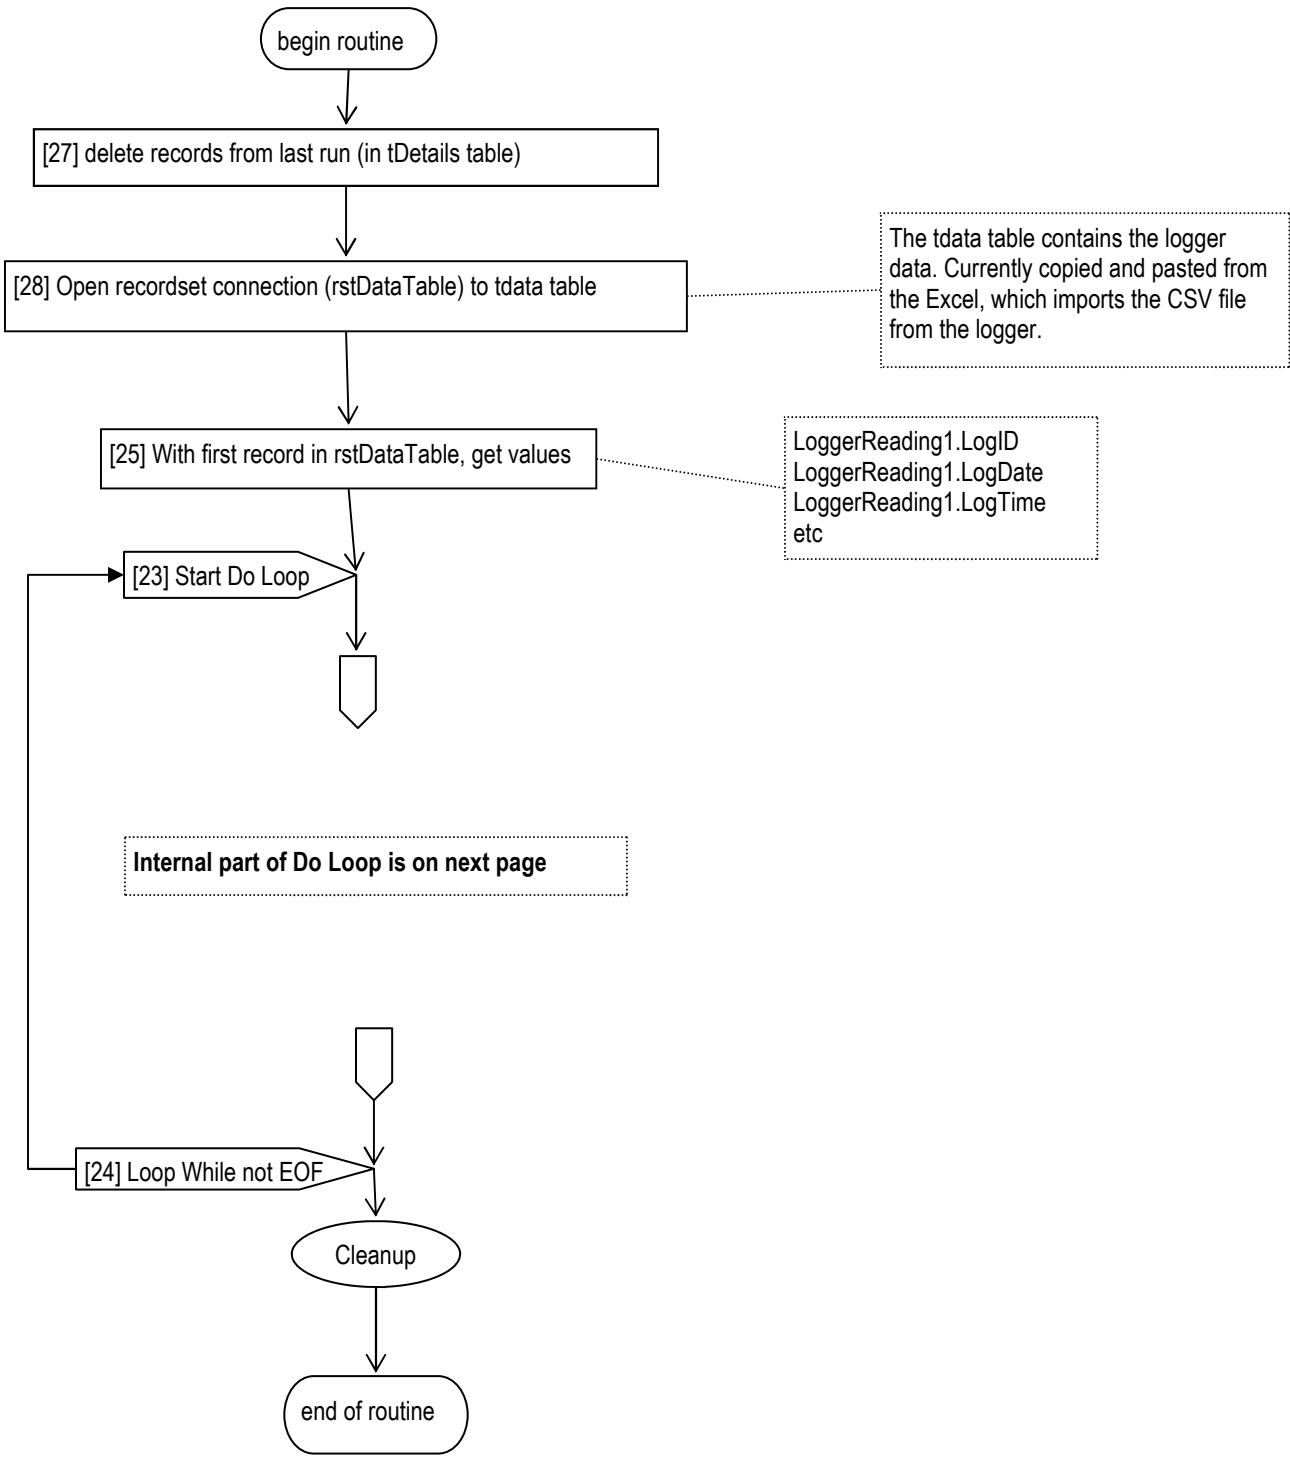 begin routine
[27] delete records from last run (in tDetails table)
[28] Open recordset connection (rstDataTable) to tdata table
The tdata table contains the logger
data. Currently copied and pasted from
the Excel, which imports the CSV file
from the logger.
[25] With first record in rstDataTable, get values
LoggerReading1.LogID
LoggerReading1.LogDate
LoggerReading1.LogTime
etc
[23] Start Do Loop
Internal part of Do Loop is on next page
[24] Loop While not EOF
Cleanup
end of routine